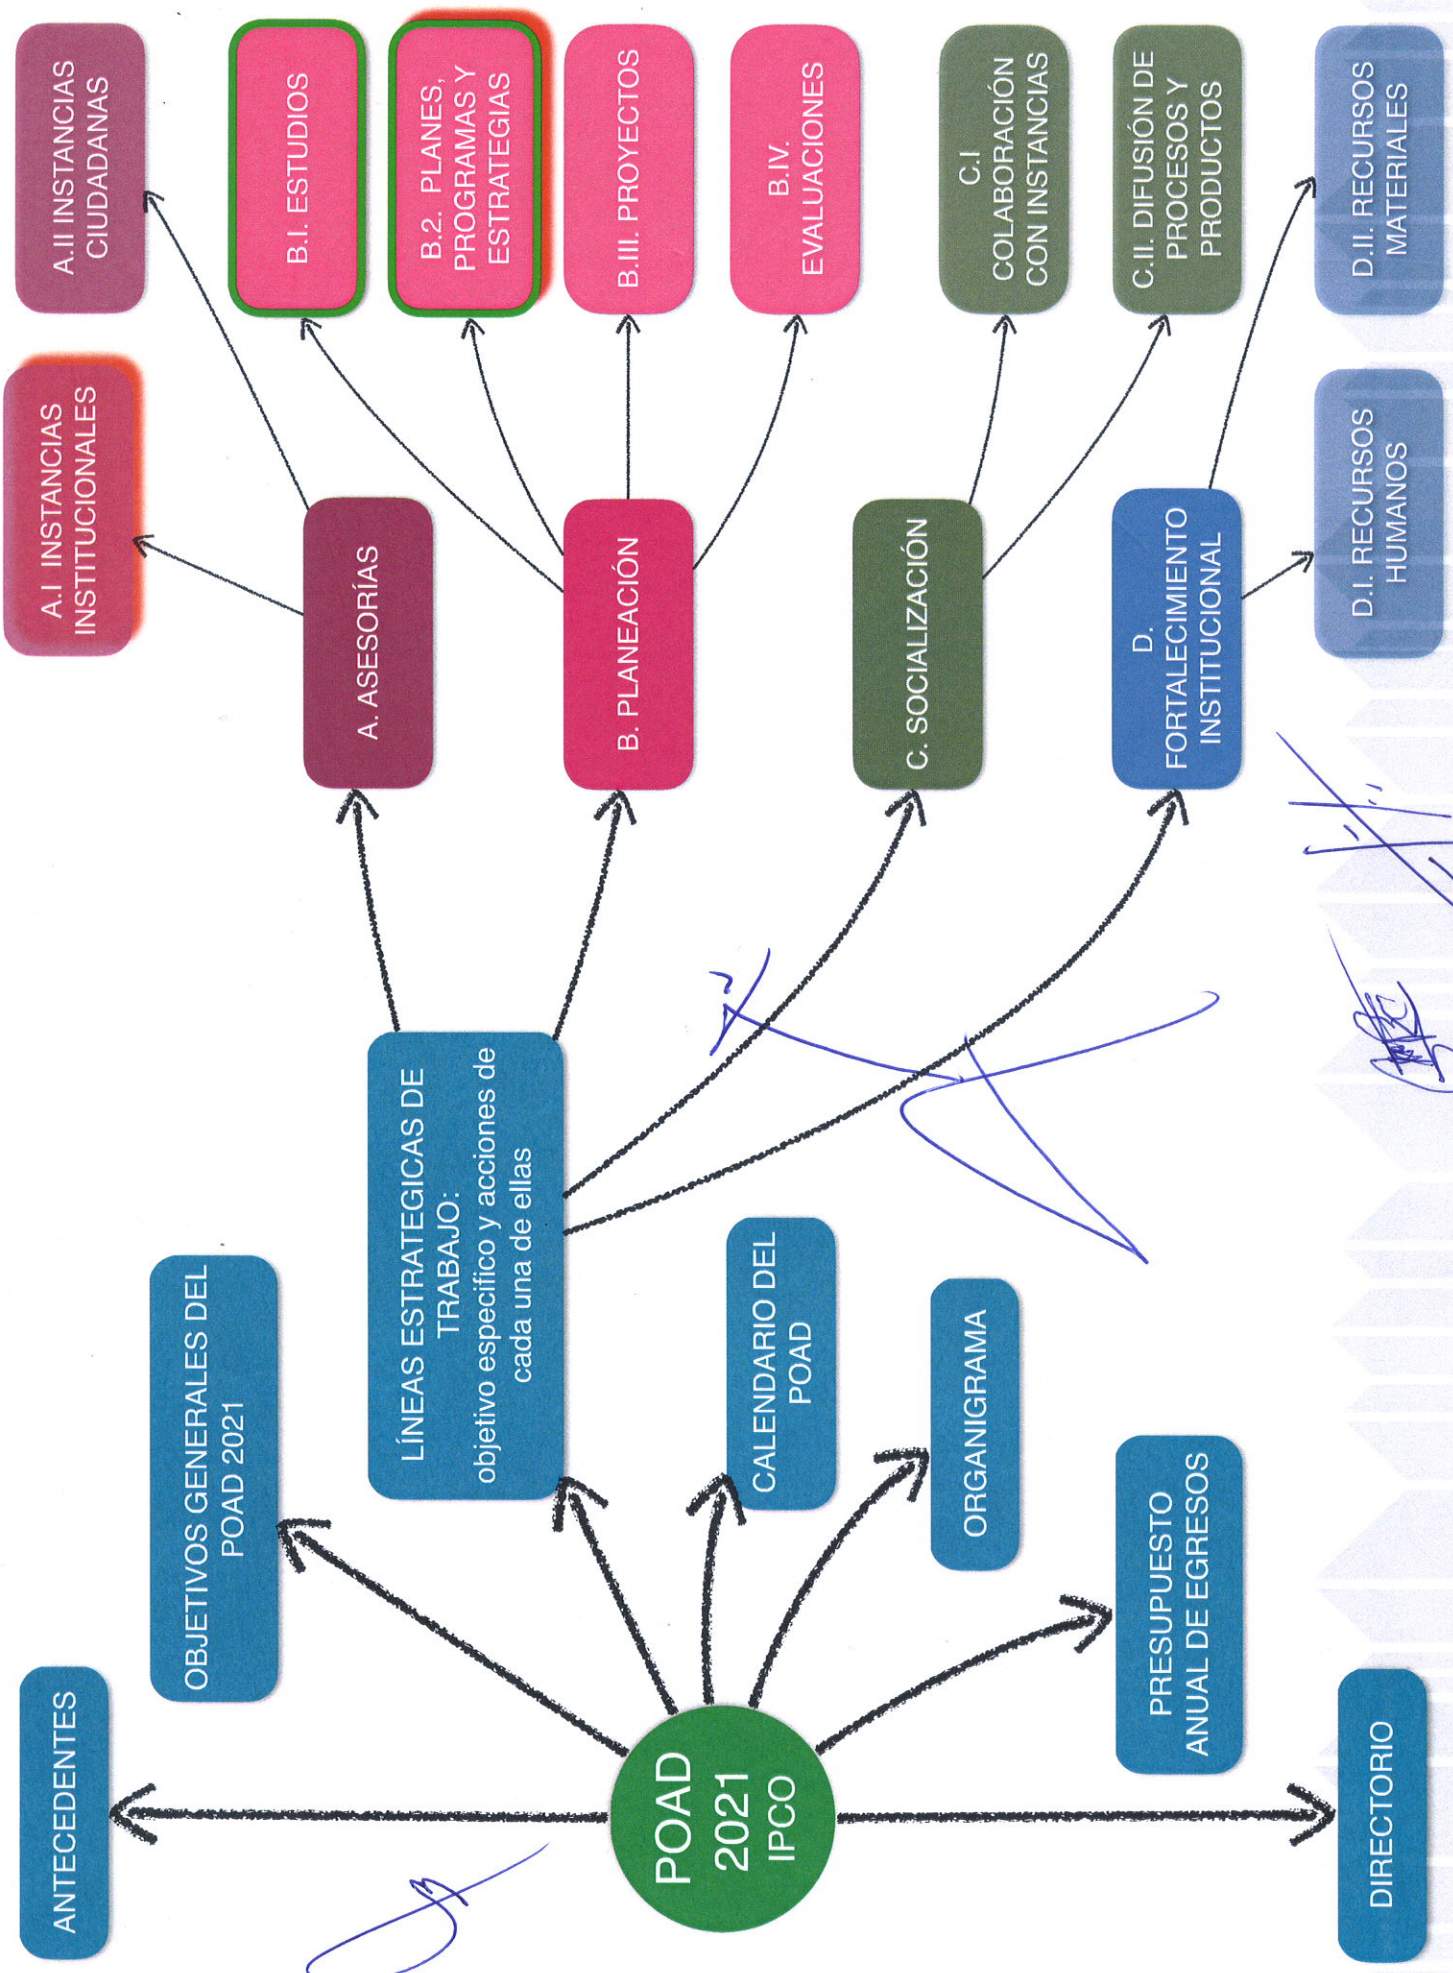 POAD
2021
IPCO
ANTECEDENTES
OBJETIVOS GENERALES DEL
POAD 2021
LÍNEAS ESTRATEGICAS DE
TRABAJO:
objetivo especifico y acciones de
cada una de ellas
CALENDARIO DEL
POAD
ORGANIGRAMA
PRESUPUESTO
ANUAL DE EGRESOS
DIRECTORIO
A. ASESORÍAS
A.I INSTANCIAS
INSTITUCIONALES
A.II INSTANCIAS
CIUDADANAS
B. PLANEACIÓN
B.I. ESTUDIOS
B.2. PLANES,
PROGRAMAS Y
ESTRATEGIAS
B.III. PROYECTOS
B.IV.
EVALUACIONES
C. SOCIALIZACIÓN
C.I
COLABORACIÓN
CON INSTANCIAS
C.II. DIFUSIÓN DE
PROCESOS Y
PRODUCTOS
D.
FORTALECIMIENTO
INSTITUCIONAL
D.I. RECURSOS
HUMANOS
D.II. RECURSOS
MATERIALES